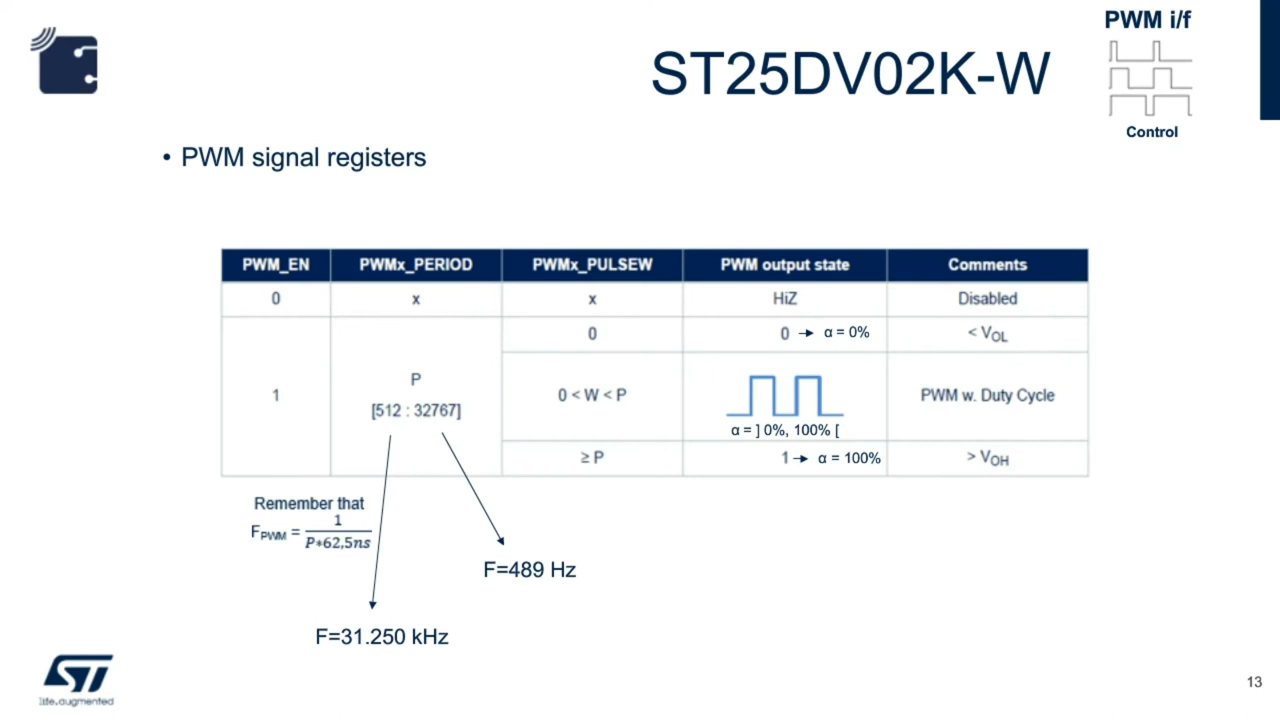 PWM i/f
ST25DV02K-W
Control
• PWM signal registers
PWM_EN PWMx_PERIOD PWMx_PULSEW PWM output state Comments
0 x x HiZ Disabled
0 0 → α = 0% < VOL
1 P [512 : 32767] 0 < W < P α = ] 0%, 100% [ PWM w. Duty Cycle
≥ P 1 → α = 100% > VOH
Remember that
FPWM = 1 / P*62,5ns
F=489 Hz
F=31.250 kHz
ST
life.augmented
13